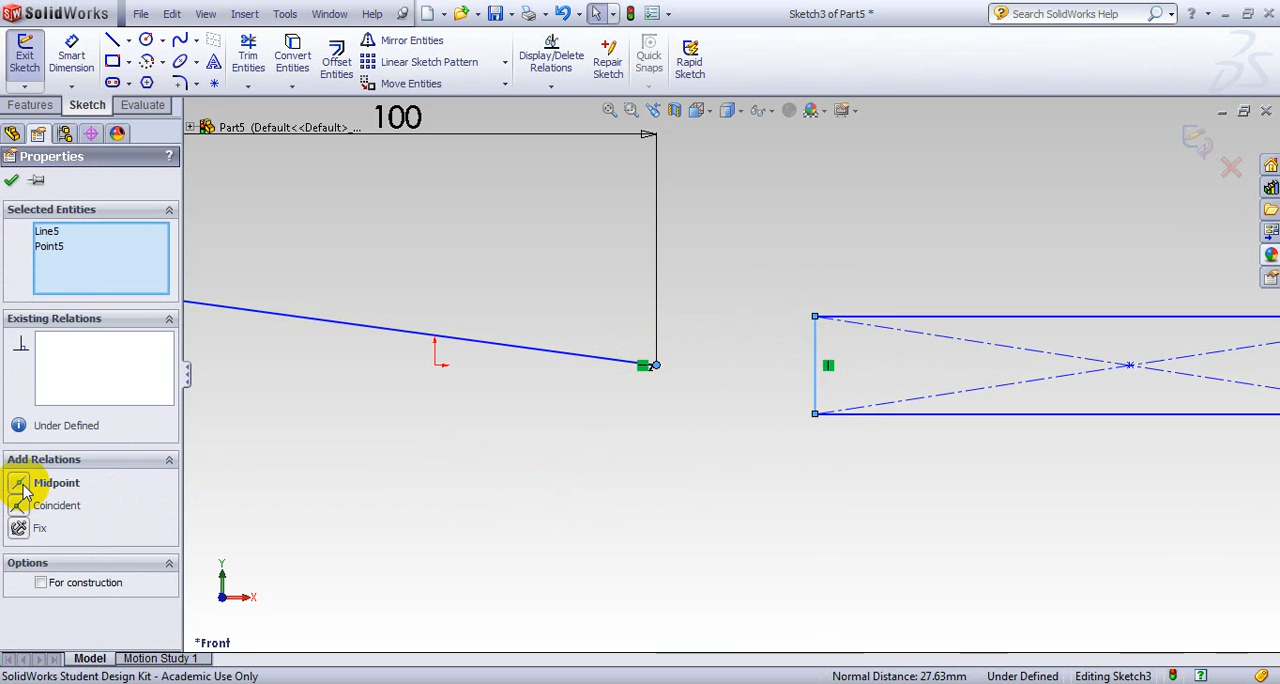 SolidWorks File Edit View Insert Tools Window Help Sketch3 of Part5 * Search SolidWorks Help
Exit Sketch
Smart Dimension
Trim Entities
Convert Entities
Offset Entities
Mirror Entities
Linear Sketch Pattern
Move Entities
Display/Delete Relations
Repair Sketch
Quick Snaps
Rapid Sketch
Features Sketch Evaluate
Part5 (Default<<Default>_...
100
Properties ?
Selected Entities
Line5
Point5
Existing Relations
Under Defined
Add Relations
Midpoint
Coincident
Fix
Options
For construction
2
Y
X
*Front
Model Motion Study 1
SolidWorks Student Design Kit - Academic Use Only Normal Distance: 27.63mm Under Defined Editing Sketch3